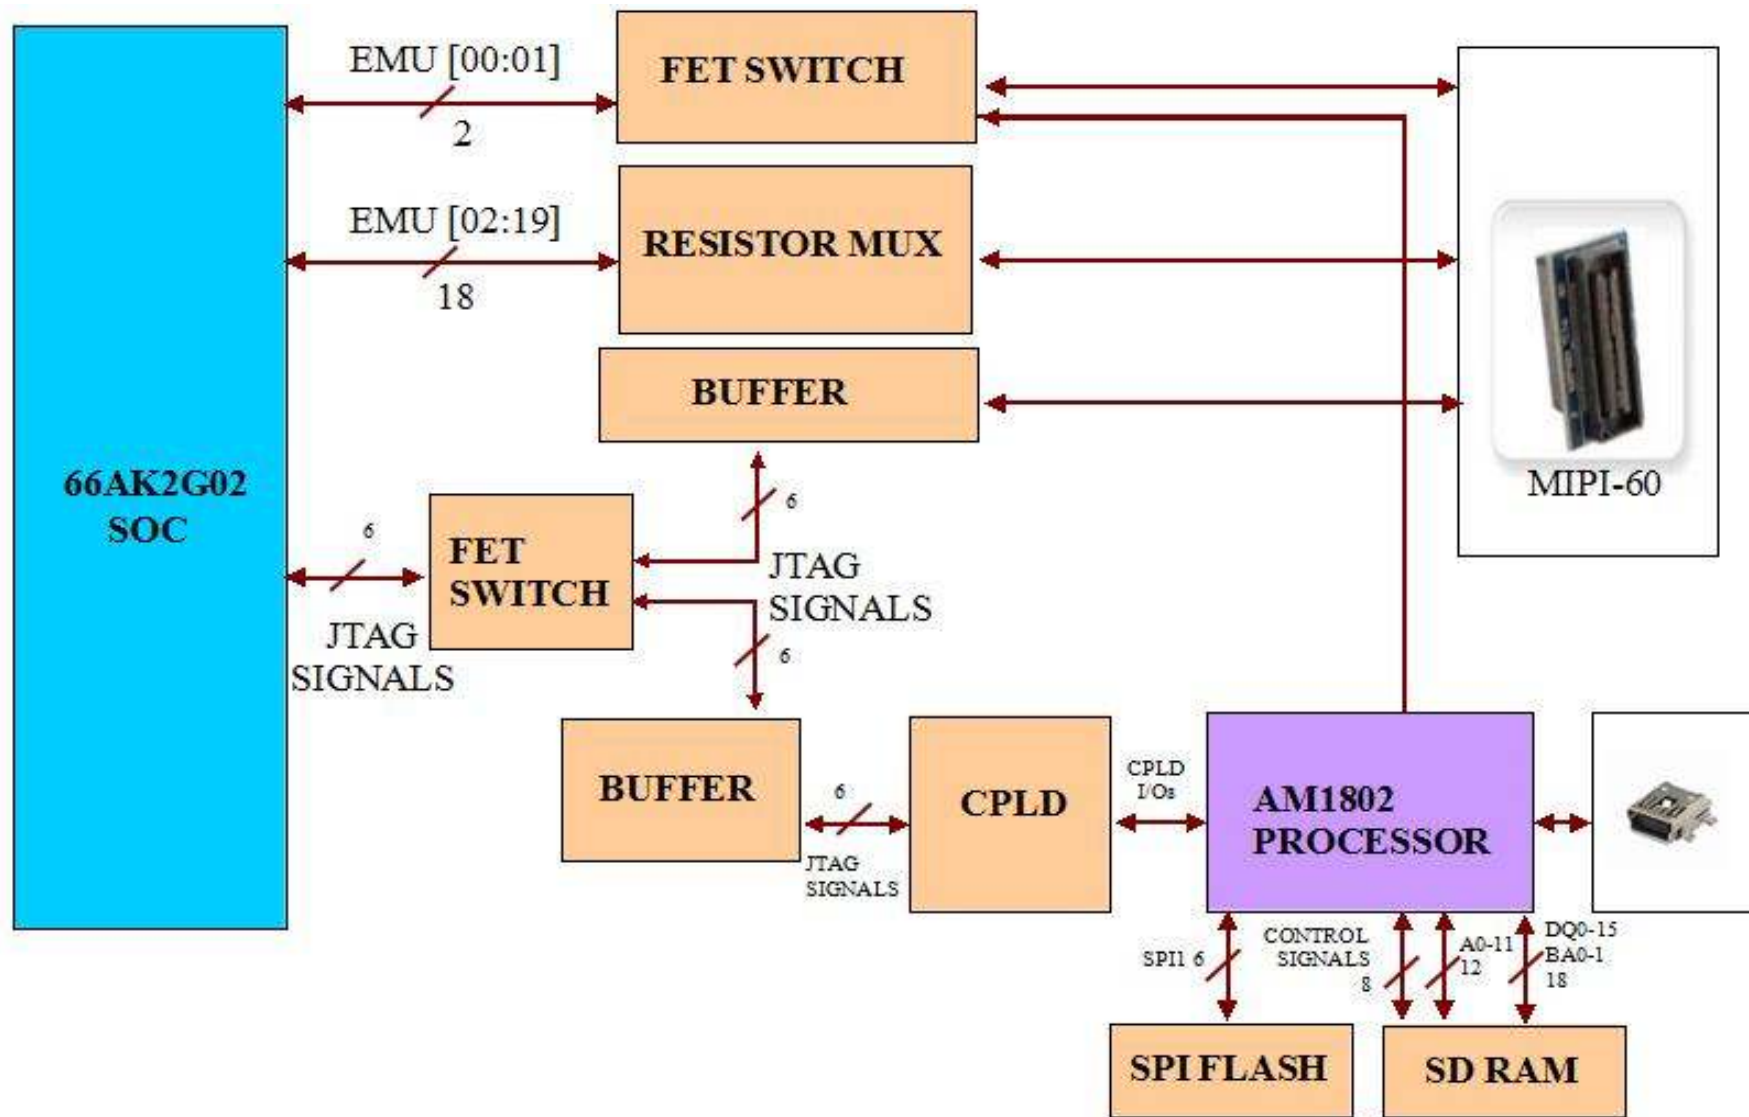 EMU [00:01]
2
FET SWITCH
EMU [02:19]
18
RESISTOR MUX
BUFFER
MIPI-60
66AK2G02
SOC
6
JTAG
SIGNALS
FET
SWITCH
6
JTAG
SIGNALS
6
BUFFER
6
JTAG
SIGNALS
CPLD
CPLD
I/Os
AM1802
PROCESSOR
SPI1 6
CONTROL
SIGNALS
8
A0-11
12
DQ0-15
BA0-1
18
SPI FLASH
SD RAM